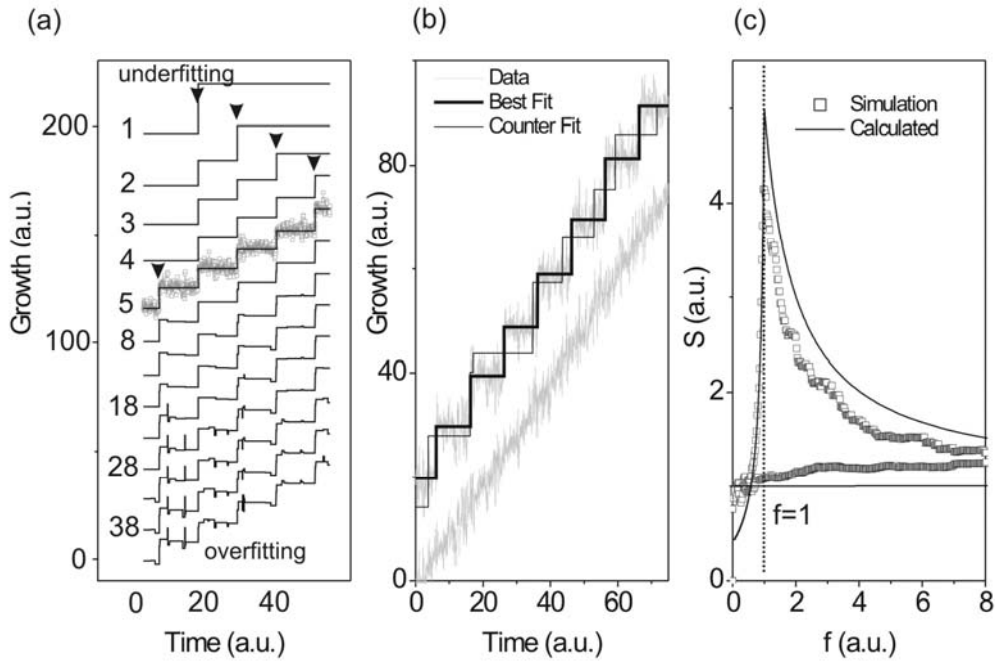 (a)
underfitting
1
2
3
4
5
8
18
28
38
overfitting
200
100
0
Growth (a.u.)
0 20 40
Time (a.u.)
(b)
Data
Best Fit
Counter Fit
80
40
0
Growth (a.u.)
0 20 40 60
Time (a.u.)
(c)
Simulation
Calculated
f=1
4
2
0
S (a.u.)
0 2 4 6 8
f (a.u.)